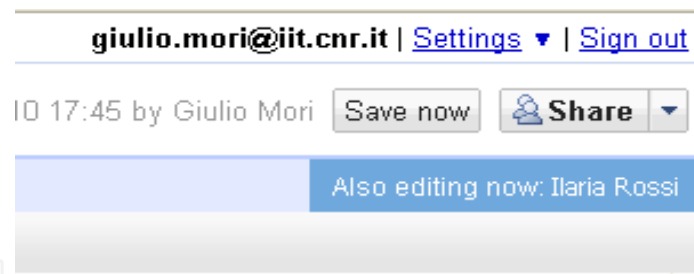 giulio.mori@iit.cnr.it | Settings ▼ | Sign out
10 17:45 by Giulio Mori Save now Share
Also editing now: Ilaria Rossi